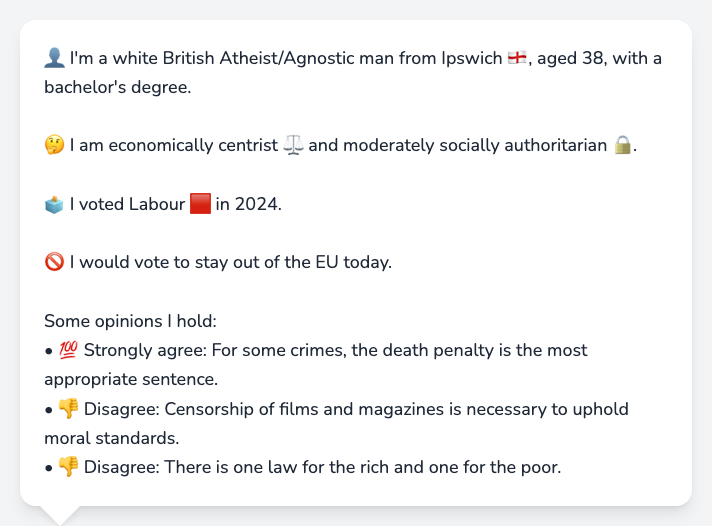 👤 I'm a white British Atheist/Agnostic man from Ipswich 🏴󠁧󠁢󠁥󠁮󠁧󠁿, aged 38, with a
bachelor's degree.
🤔 I am economically centrist ⚖️ and moderately socially authoritarian 🔒.
🗳️ I voted Labour 🟥 in 2024.
🚫 I would vote to stay out of the EU today.
Some opinions I hold:
• 💯 Strongly agree: For some crimes, the death penalty is the most
appropriate sentence.
• 👎 Disagree: Censorship of films and magazines is necessary to uphold
moral standards.
• 👎 Disagree: There is one law for the rich and one for the poor.